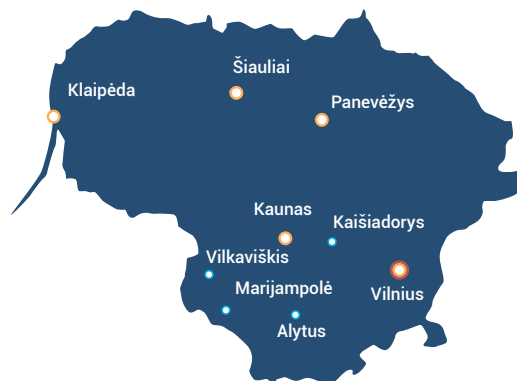 Šiauliai
Klaipėda
Panevėžys
Kaunas
Kaišiadorys
Vilkaviškis
Marijampolė
Vilnius
Alytus